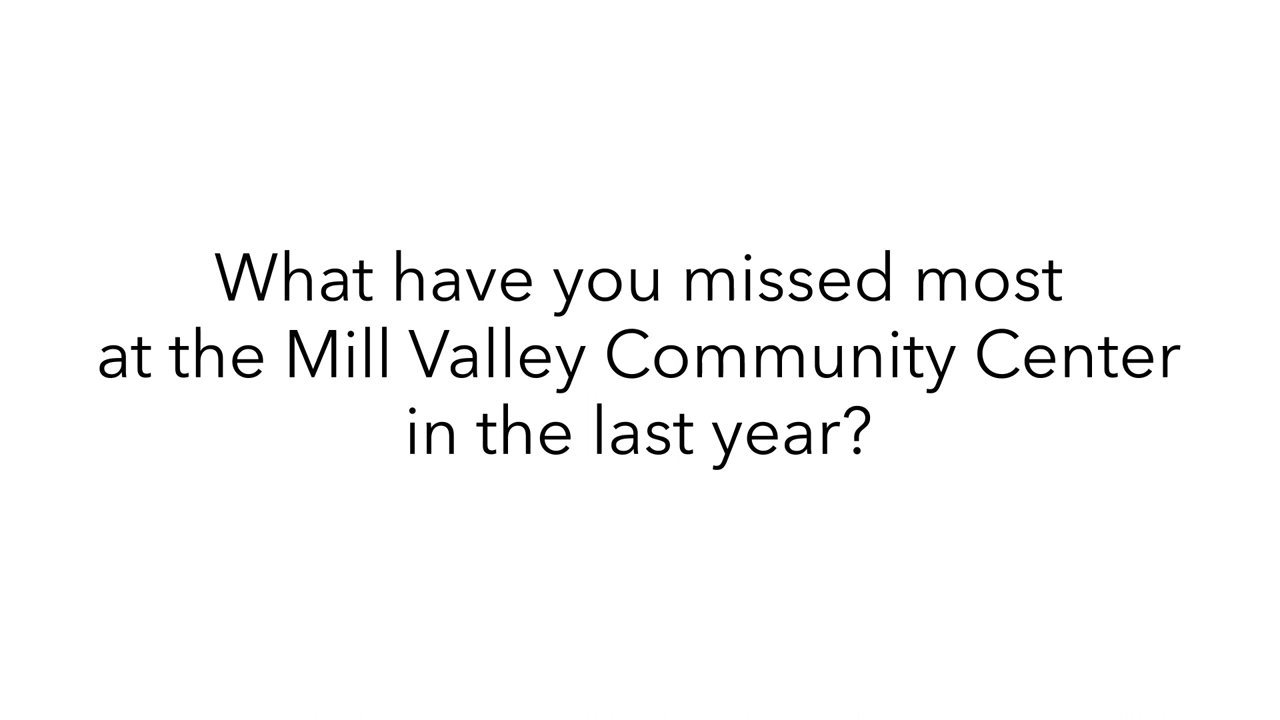 What have you missed most
at the Mill Valley Community Center
in the last year?